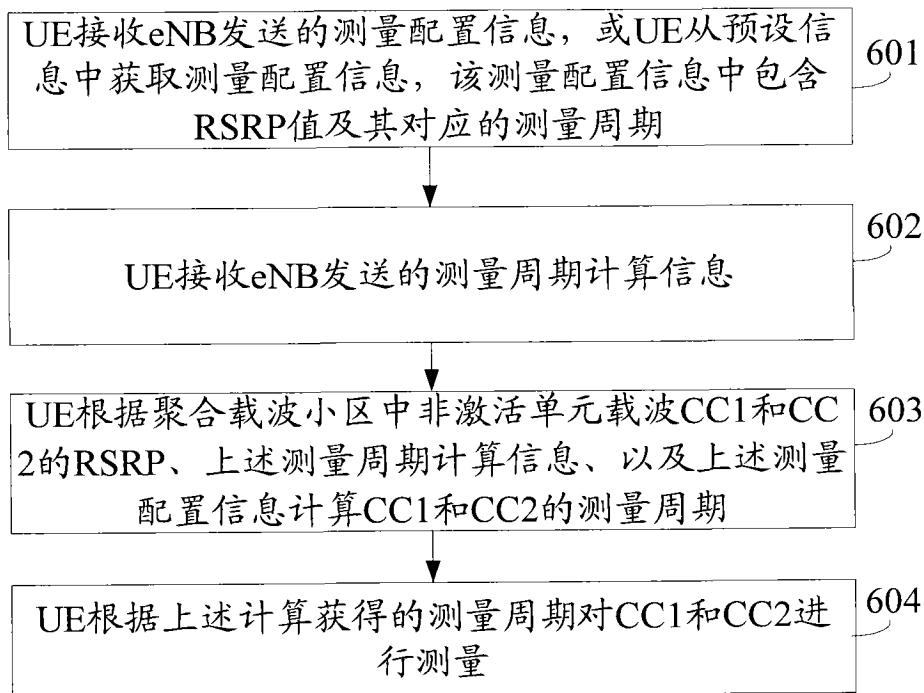 UE接收eNB发送的测量配置信息，或UE从预设信
息中获取测量配置信息，该测量配置信息中包含
RSRP值及其对应的测量周期
601
UE接收eNB发送的测量周期计算信息
602
UE根据聚合载波小区中非激活单元载波CC1和CC
2的RSRP、上述测量周期计算信息、以及上述测量
配置信息计算CC1和CC2的测量周期
603
UE根据上述计算获得的测量周期对CC1和CC2进
行测量
604